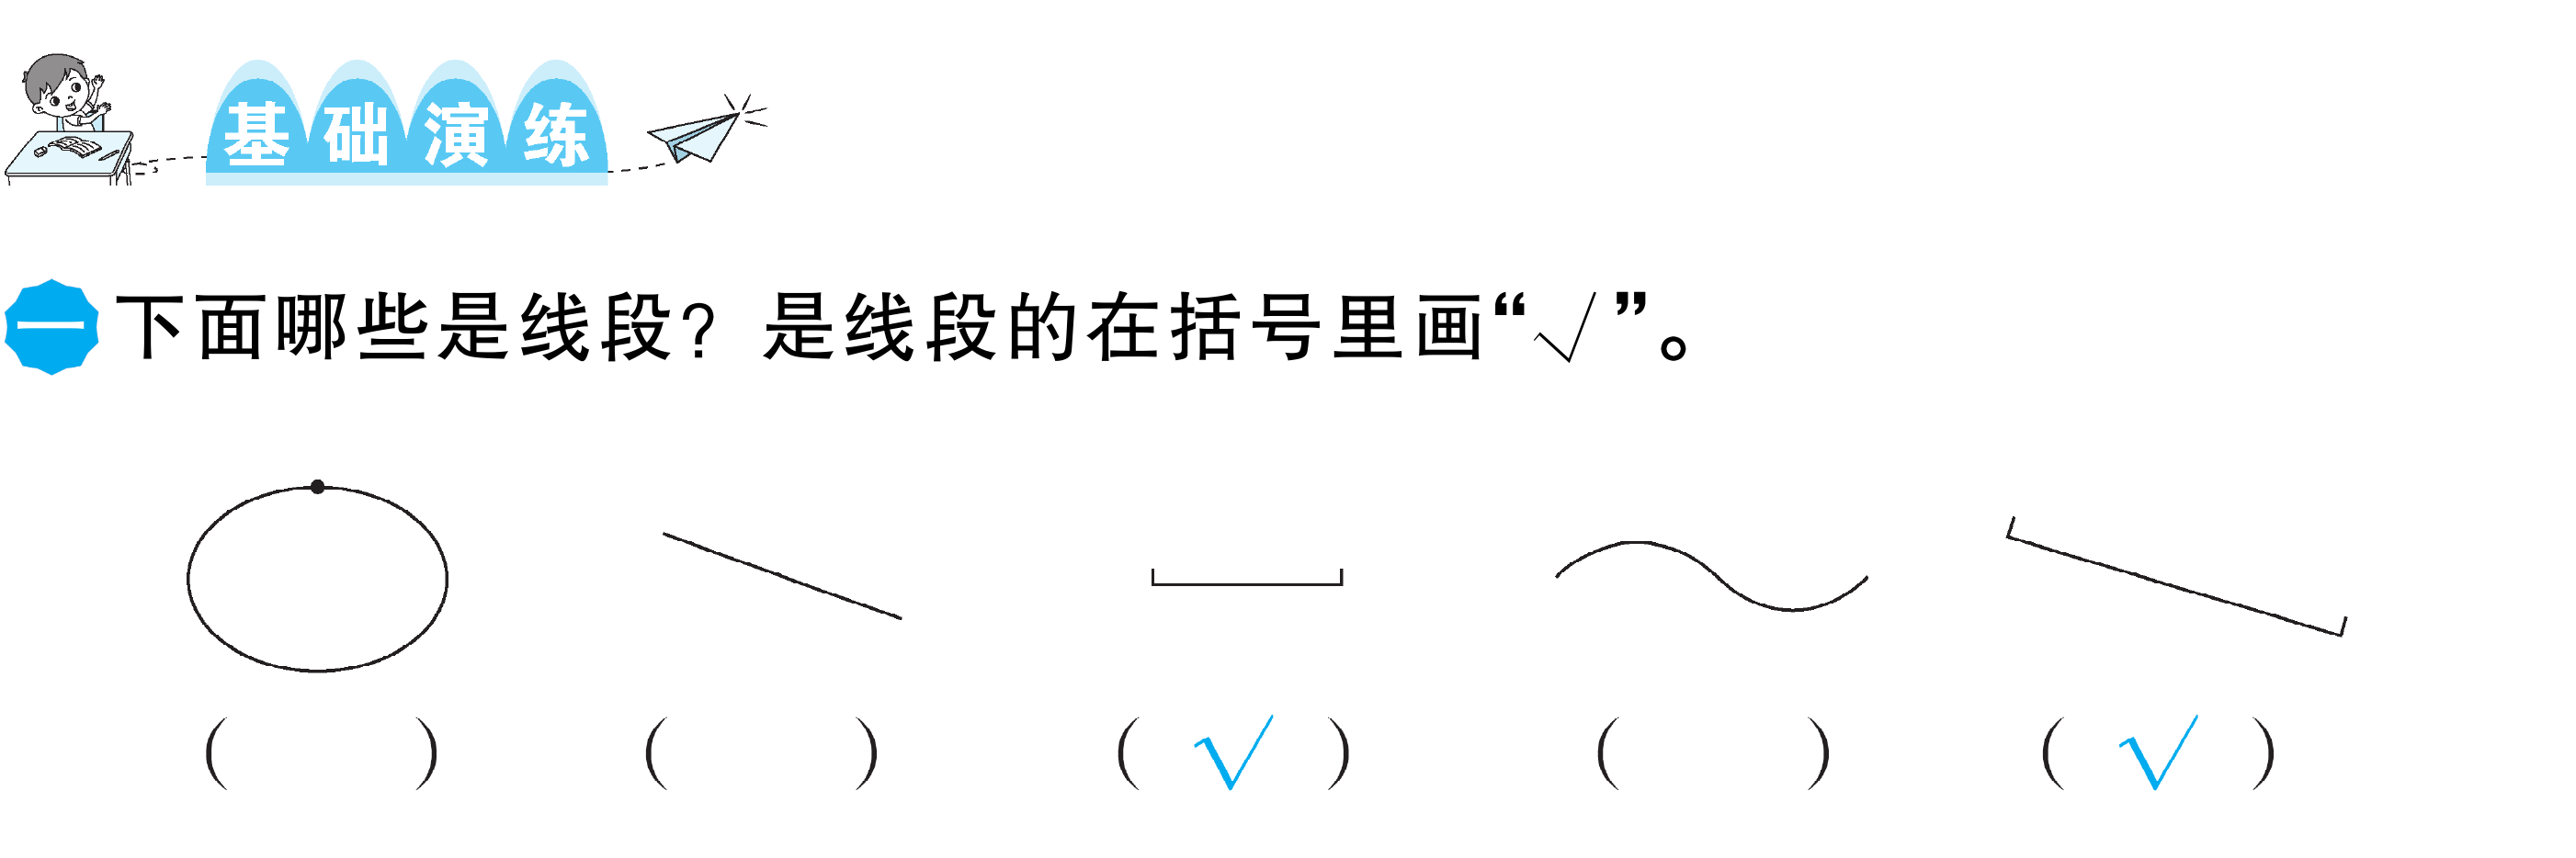 基础演练
一 下面哪些是线段？是线段的在括号里画“√”。
（ ） （ ） （ √ ） （ ） （ √ ）